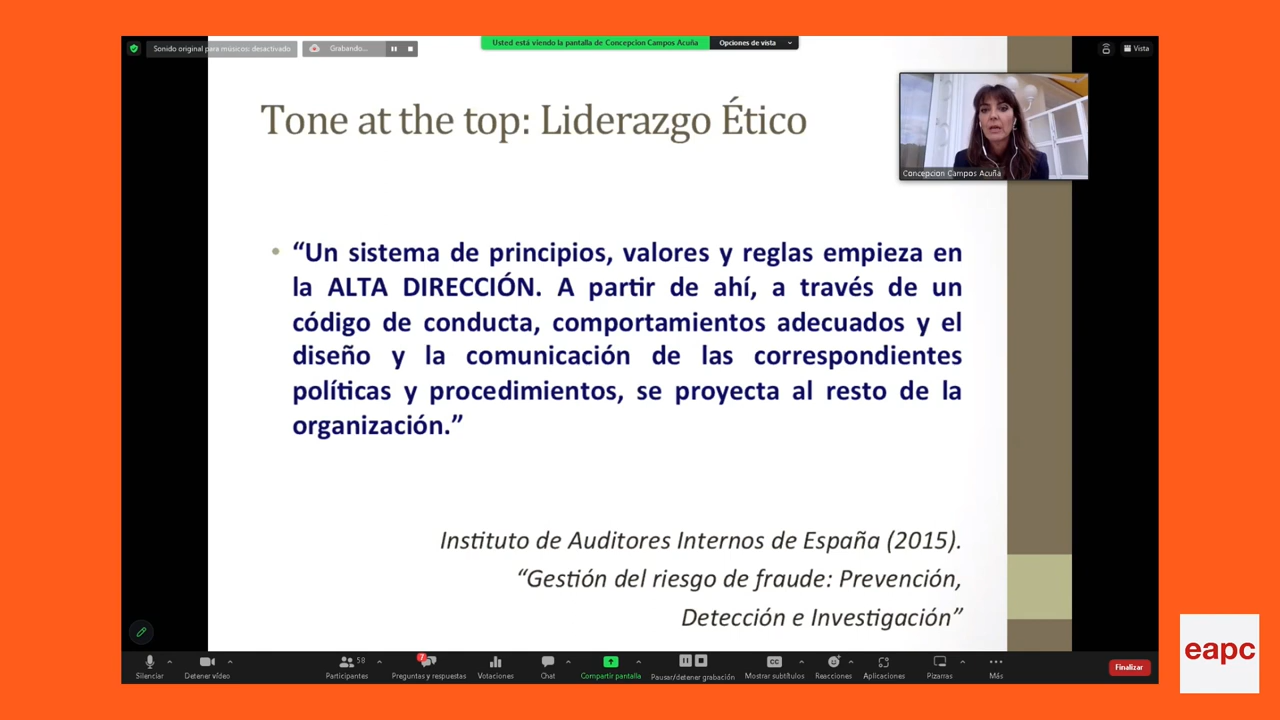 Sonido original para músicos: desactivado
Grabando...
Usted está viendo la pantalla de Concepcion Campos Acuña
Opciones de vista
Vista
Tone at the top: Liderazgo Ético
Concepcion Campos Acuña
• “Un sistema de principios, valores y reglas empieza en
la ALTA DIRECCIÓN. A partir de ahí, a través de un
código de conducta, comportamientos adecuados y el
diseño y la comunicación de las correspondientes
políticas y procedimientos, se proyecta al resto de la
organización.”
Instituto de Auditores Internos de España (2015).
“Gestión del riesgo de fraude: Prevención,
Detección e Investigación”
Silenciar
Detener vídeo
58
Participantes
7
Preguntas y respuestas
Votaciones
Chat
Compartir pantalla
Pausar/detener grabación
CC
Mostrar subtítulos
Reacciones
Aplicaciones
Pizarras
Más
Finalizar
eapc